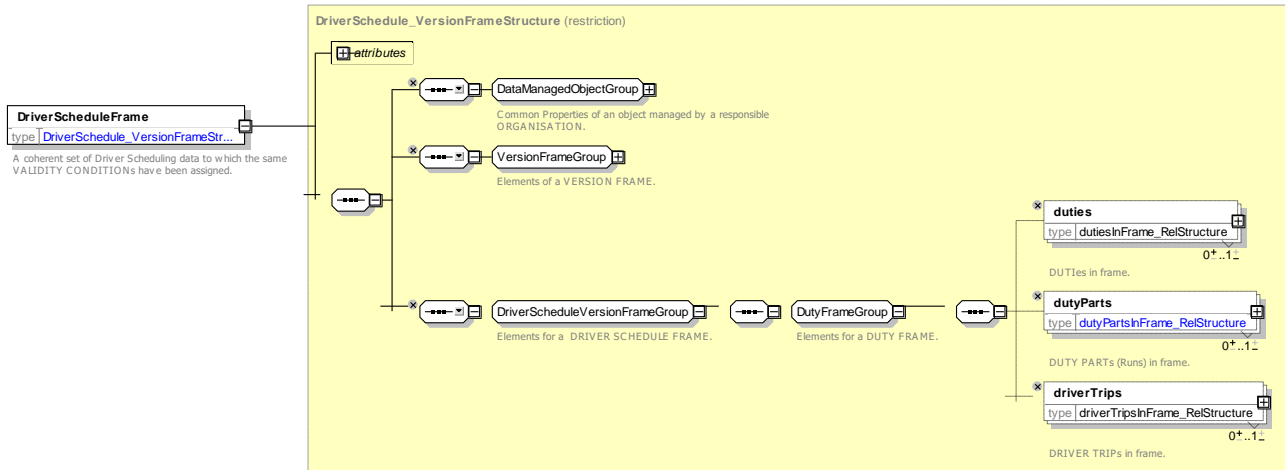 DriverSchedule_VersionFrameStructure (restriction)
attributes
DataManagedObjectGroup
Common Properties of an object managed by a responsible
ORGANISATION.
DriverScheduleFrame
type DriverSchedule_VersionFrameStr...
A coherent set of Driver Scheduling data to which the same
VALIDITY CONDITIONs have been assigned.
VersionFrameGroup
Elements of a VERSION FRAME.
duties
type dutiesInFrame_RelStructure
0..1
DUTIes in frame.
DriverScheduleVersionFrameGroup
Elements for a DRIVER SCHEDULE FRAME.
DutyFrameGroup
Elements for a DUTY FRAME.
dutyParts
type dutyPartsInFrame_RelStructure
0..1
DUTY PARTs (Runs) in frame.
driverTrips
type driverTripsInFrame_RelStructure
0..1
DRIVER TRIPs in frame.